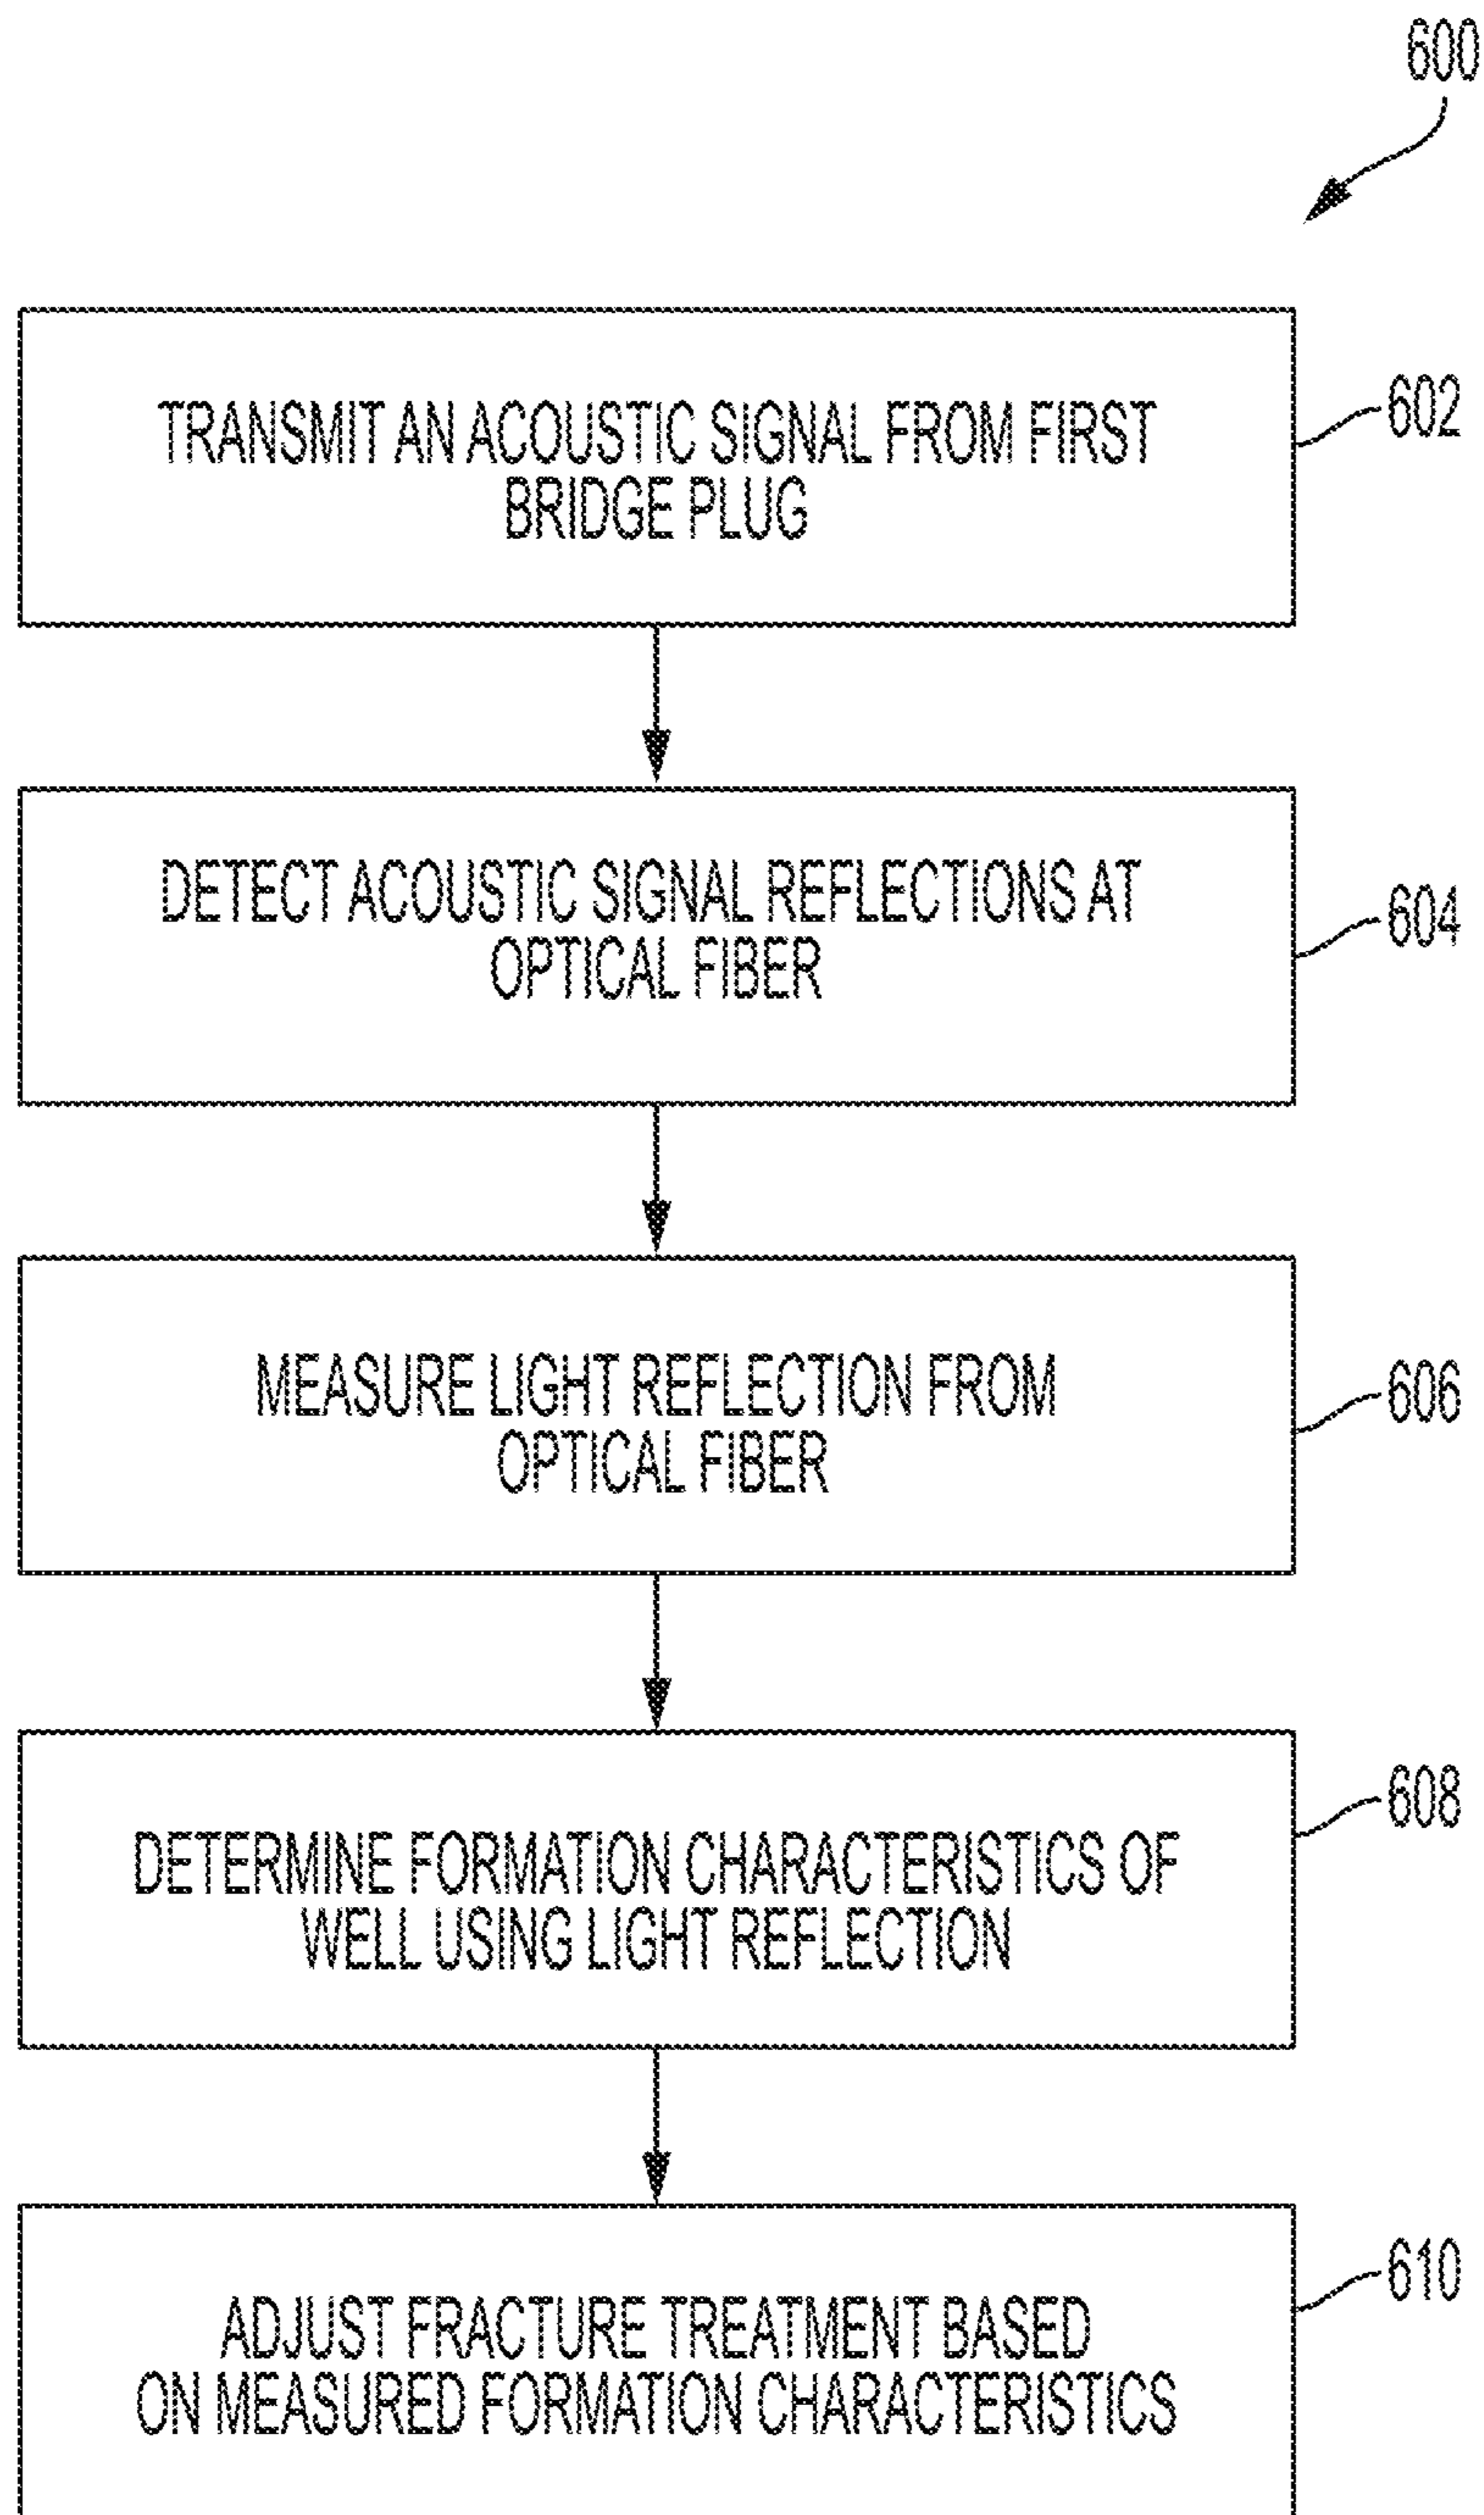 600
TRANSMIT AN ACOUSTIC SIGNAL FROM FIRST
BRIDGE PLUG
602
DETECT ACOUSTIC SIGNAL REFLECTIONS AT
OPTICAL FIBER
604
MEASURE LIGHT REFLECTION FROM
OPTICAL FIBER
606
DETERMINE FORMATION CHARACTERISTICS OF
WELL USING LIGHT REFLECTION
608
ADJUST FRACTURE TREATMENT BASED
ON MEASURED FORMATION CHARACTERISTICS
610